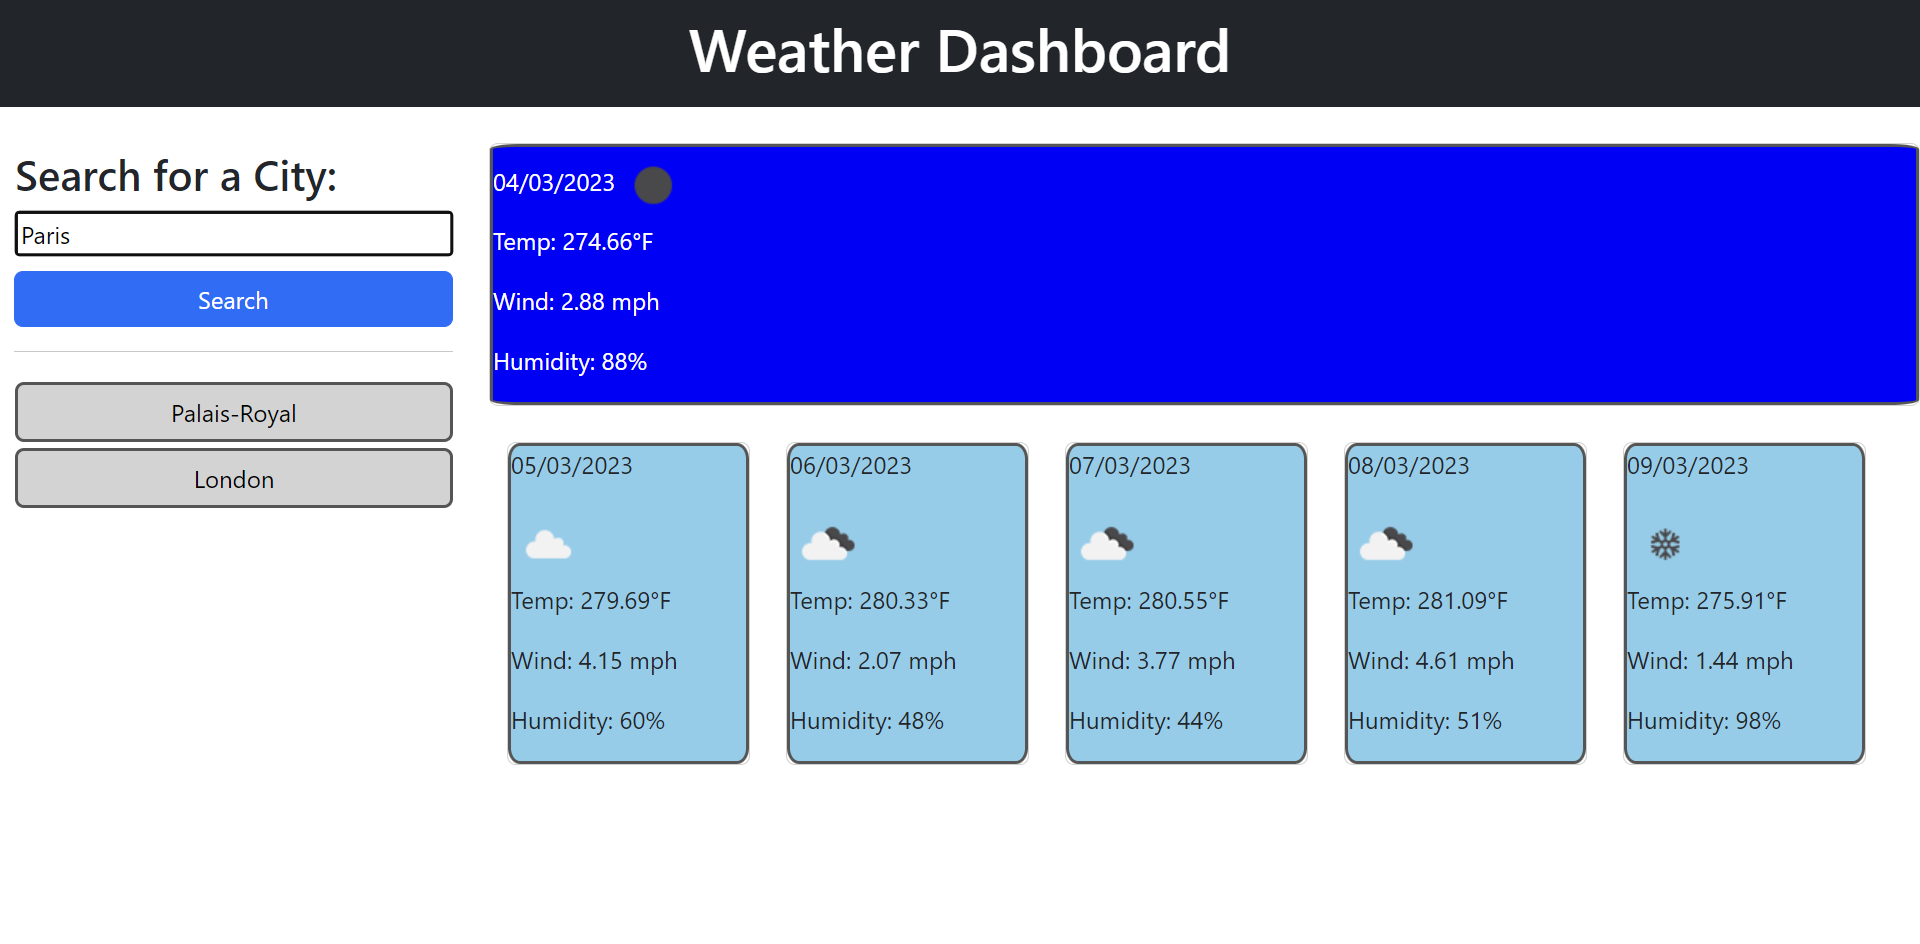 Weather Dashboard
Search for a City:
Paris
Search
Palais-Royal
London
04/03/2023
Temp: 274.66°F
Wind: 2.88 mph
Humidity: 88%
05/03/2023
Temp: 279.69°F
Wind: 4.15 mph
Humidity: 60%
06/03/2023
Temp: 280.33°F
Wind: 2.07 mph
Humidity: 48%
07/03/2023
Temp: 280.55°F
Wind: 3.77 mph
Humidity: 44%
08/03/2023
Temp: 281.09°F
Wind: 4.61 mph
Humidity: 51%
09/03/2023
Temp: 275.91°F
Wind: 1.44 mph
Humidity: 98%